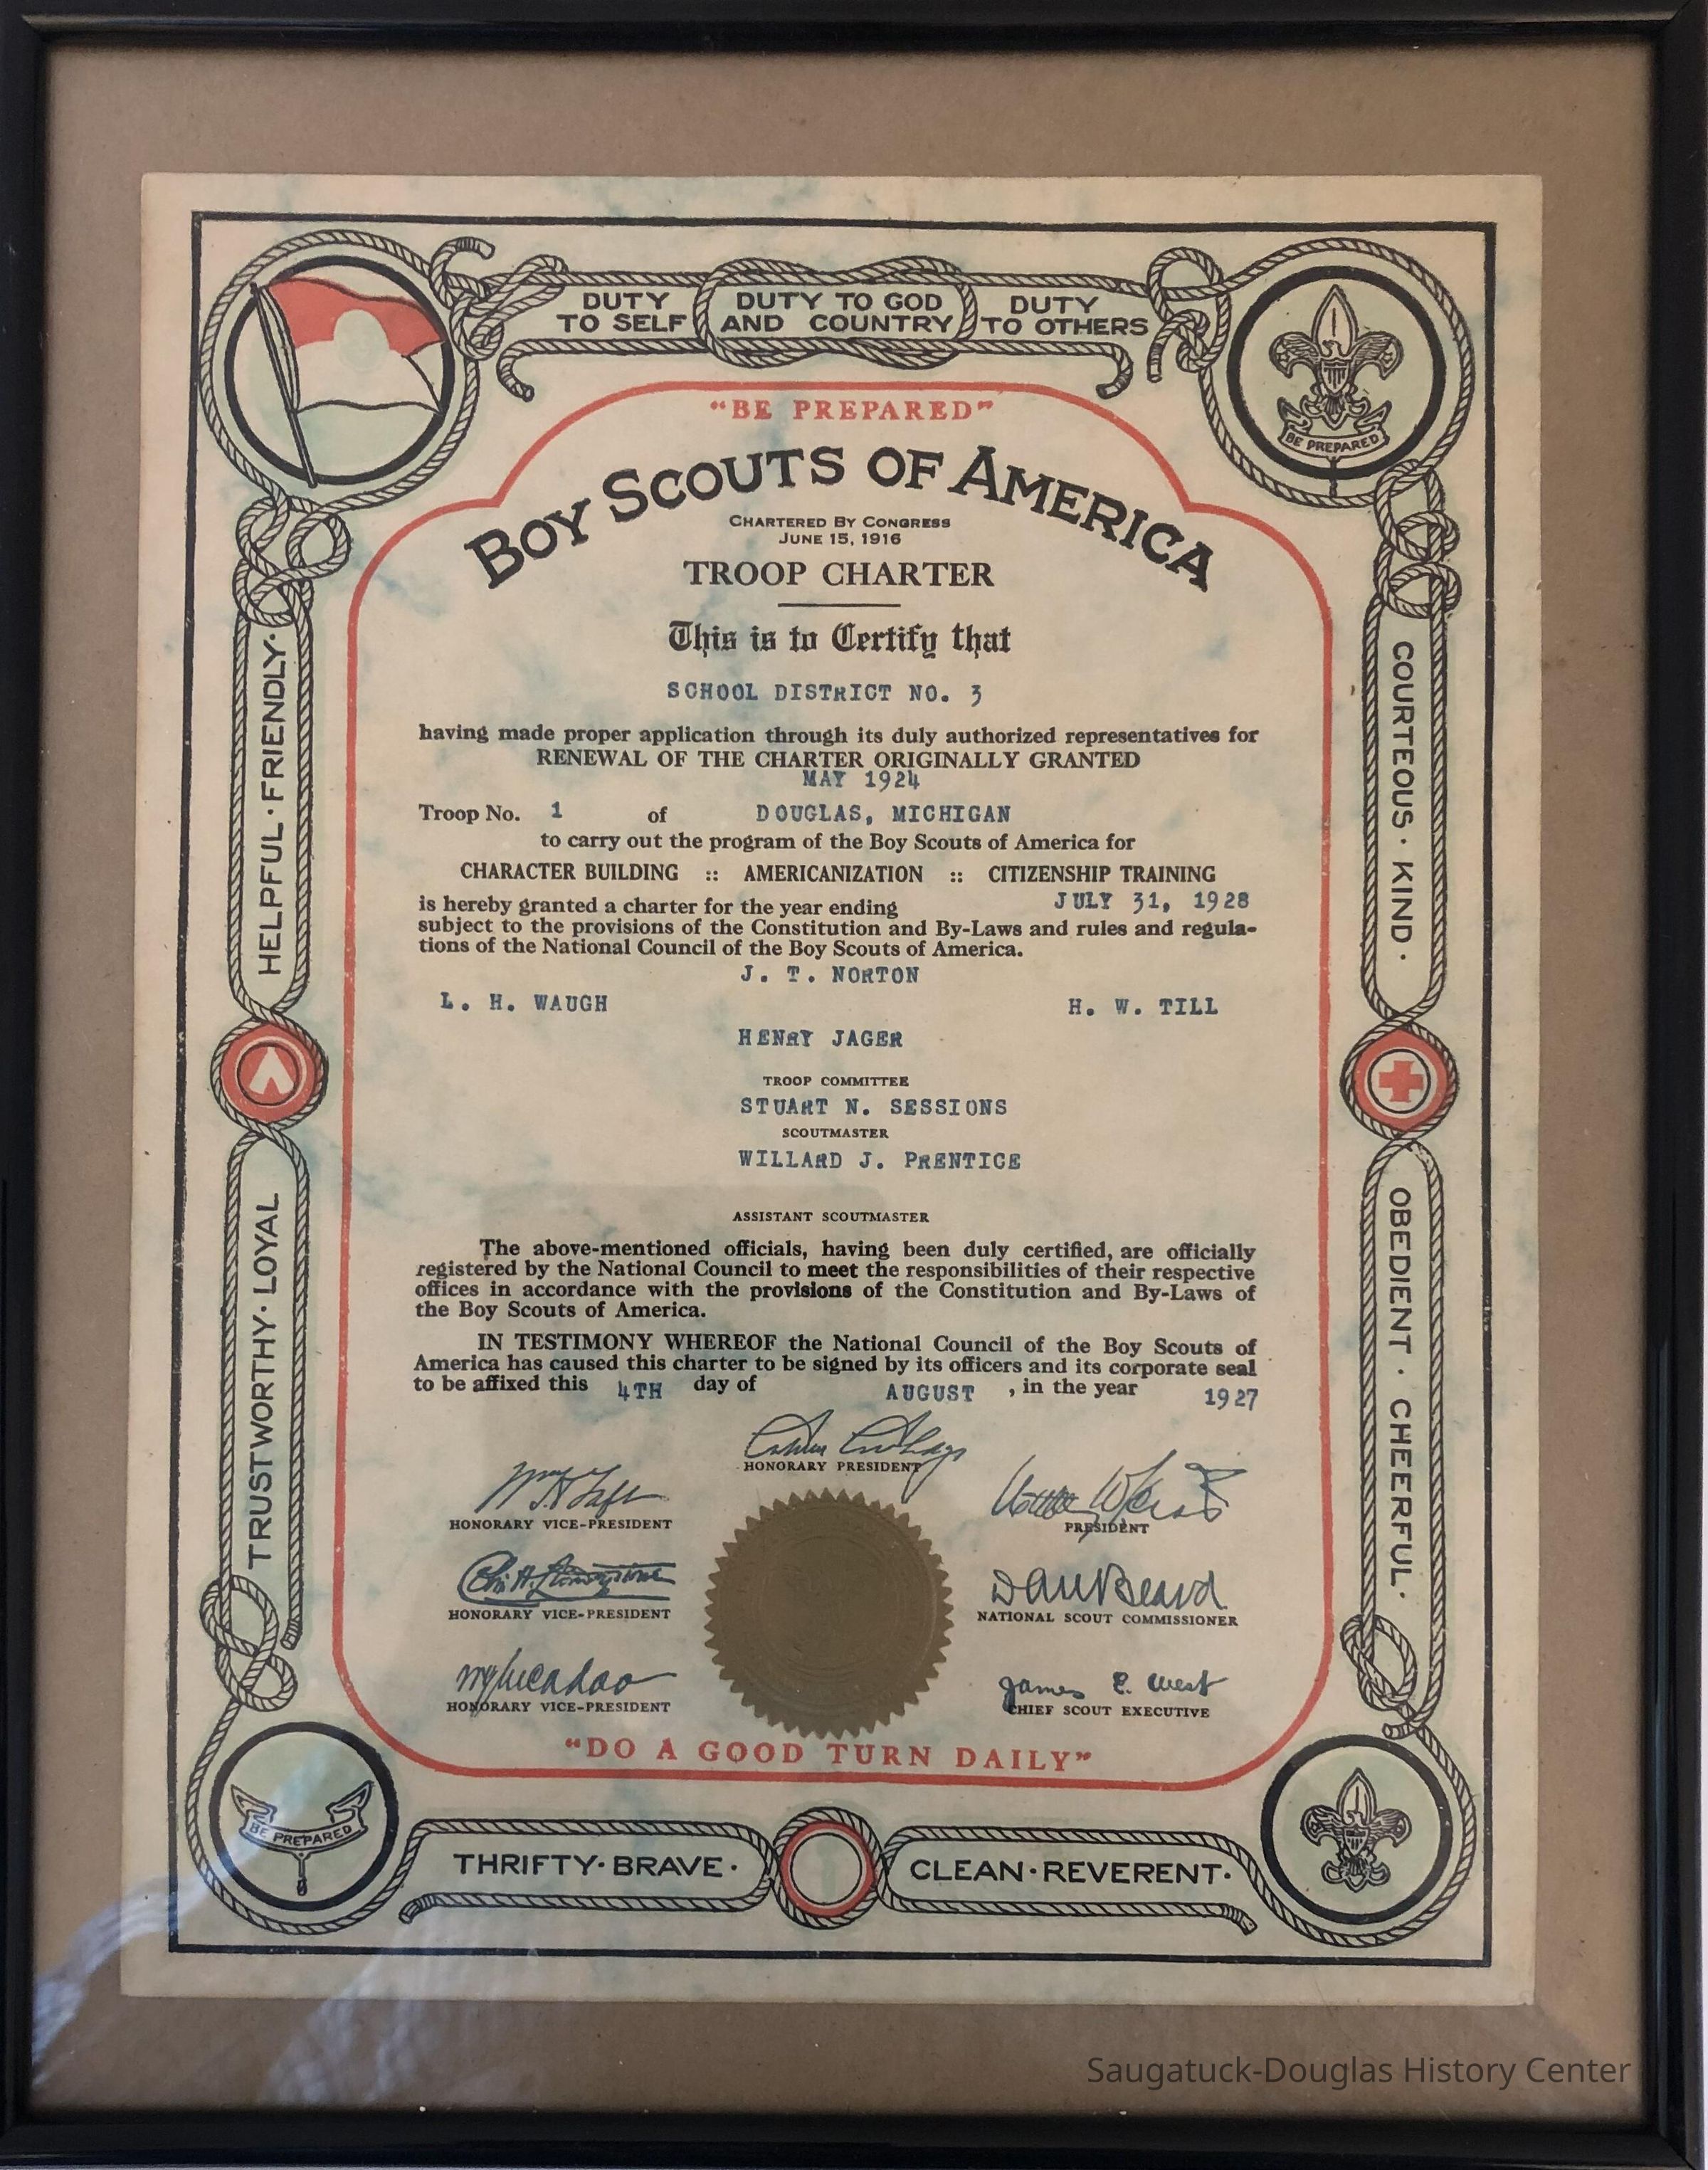 DUTY TO SELF
DUTY TO GOD AND COUNTRY
DUTY TO OTHERS
BE PREPARED
"BE PREPARED"
BOY SCOUTS OF AMERICA
CHARTERED BY CONGRESS
JUNE 15, 1916
TROOP CHARTER
This is to Certify that
SCHOOL DISTRICT NO. 3
having made proper application through its duly authorized representatives for
RENEWAL OF THE CHARTER ORIGINALLY GRANTED
MAY 1924
Troop No. 1 of DOUGLAS, MICHIGAN
to carry out the program of the Boy Scouts of America for
CHARACTER BUILDING :: AMERICANIZATION :: CITIZENSHIP TRAINING
is hereby granted a charter for the year ending JULY 31, 1928
subject to the provisions of the Constitution and By-Laws and rules and regula-
tions of the National Council of the Boy Scouts of America.
J. T. NORTON
L. H. WAUGH H. W. TILL
HENRY JAGER
TROOP COMMITTEE
STUART N. SESSIONS
SCOUTMASTER
WILLARD J. PRENTICE
ASSISTANT SCOUTMASTER
The above-mentioned officials, having been duly certified, are officially
registered by the National Council to meet the responsibilities of their respective
offices in accordance with the provisions of the Constitution and By-Laws of
the Boy Scouts of America.
IN TESTIMONY WHEREOF the National Council of the Boy Scouts of
America has caused this charter to be signed by its officers and its corporate seal
to be affixed this 4TH day of AUGUST , in the year 1927
HONORARY PRESIDENT
Wm H Taft
HONORARY VICE-PRESIDENT
PRESIDENT
HONORARY VICE-PRESIDENT
Dan Beard
NATIONAL SCOUT COMMISSIONER
HONORARY VICE-PRESIDENT
James E. West
CHIEF SCOUT EXECUTIVE
"DO A GOOD TURN DAILY"
HELPFUL · FRIENDLY ·
TRUSTWORTHY · LOYAL
COURTEOUS · KIND ·
OBEDIENT · CHEERFUL ·
BE PREPARED
THRIFTY · BRAVE ·
CLEAN · REVERENT ·
Saugatuck-Douglas History Center